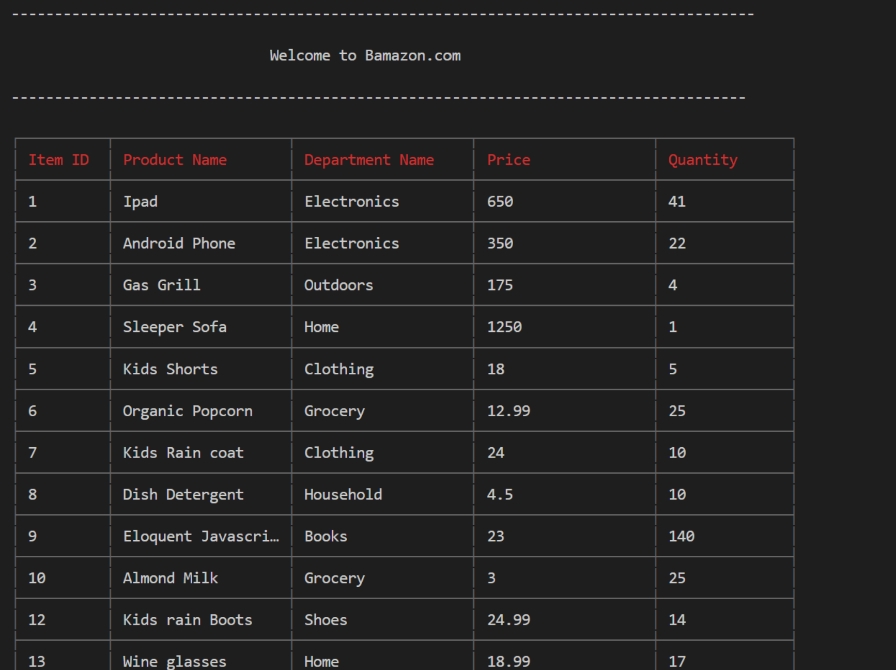 --------------------------------------------------------------------------------------
Welcome to Bamazon.com
-------------------------------------------------------------------------------------
Item ID Product Name Department Name Price Quantity
1 Ipad Electronics 650 41
2 Android Phone Electronics 350 22
3 Gas Grill Outdoors 175 4
4 Sleeper Sofa Home 1250 1
5 Kids Shorts Clothing 18 5
6 Organic Popcorn Grocery 12.99 25
7 Kids Rain coat Clothing 24 10
8 Dish Detergent Household 4.5 10
9 Eloquent Javascri… Books 23 140
10 Almond Milk Grocery 3 25
12 Kids rain Boots Shoes 24.99 14
13 Wine glasses Home 18.99 17